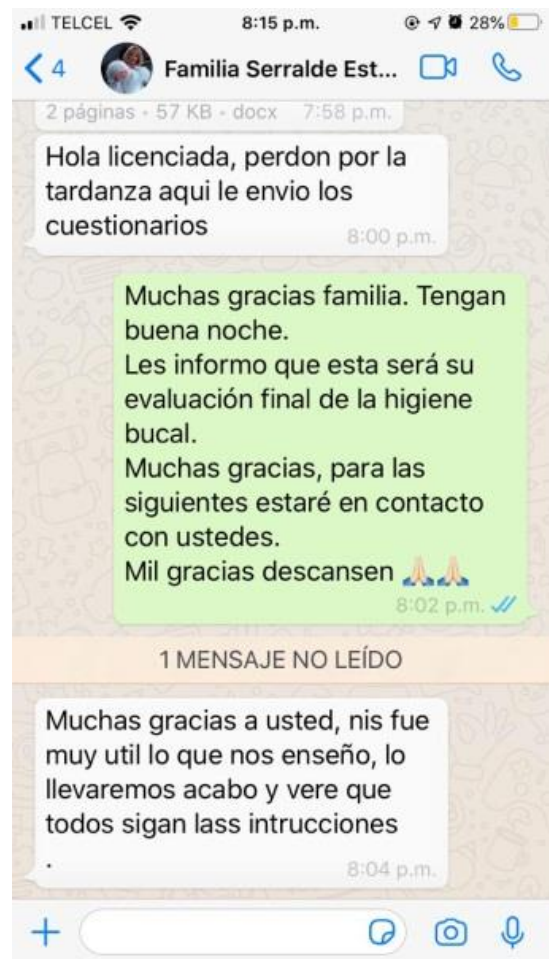 TELCEL 8:15 p.m. 28%
4 Familia Serralde Est...
2 páginas • 57 KB • docx 7:58 p.m.
Hola licenciada, perdon por la
tardanza aqui le envio los
cuestionarios
8:00 p.m.
Muchas gracias familia. Tengan
buena noche.
Les informo que esta será su
evaluación final de la higiene
bucal.
Muchas gracias, para las
siguientes estaré en contacto
con ustedes.
Mil gracias descansen 🙏🏻🙏🏻
8:02 p.m.
1 MENSAJE NO LEÍDO
Muchas gracias a usted, nis fue
muy util lo que nos enseño, lo
llevaremos acabo y vere que
todos sigan lass intrucciones
.
8:04 p.m.